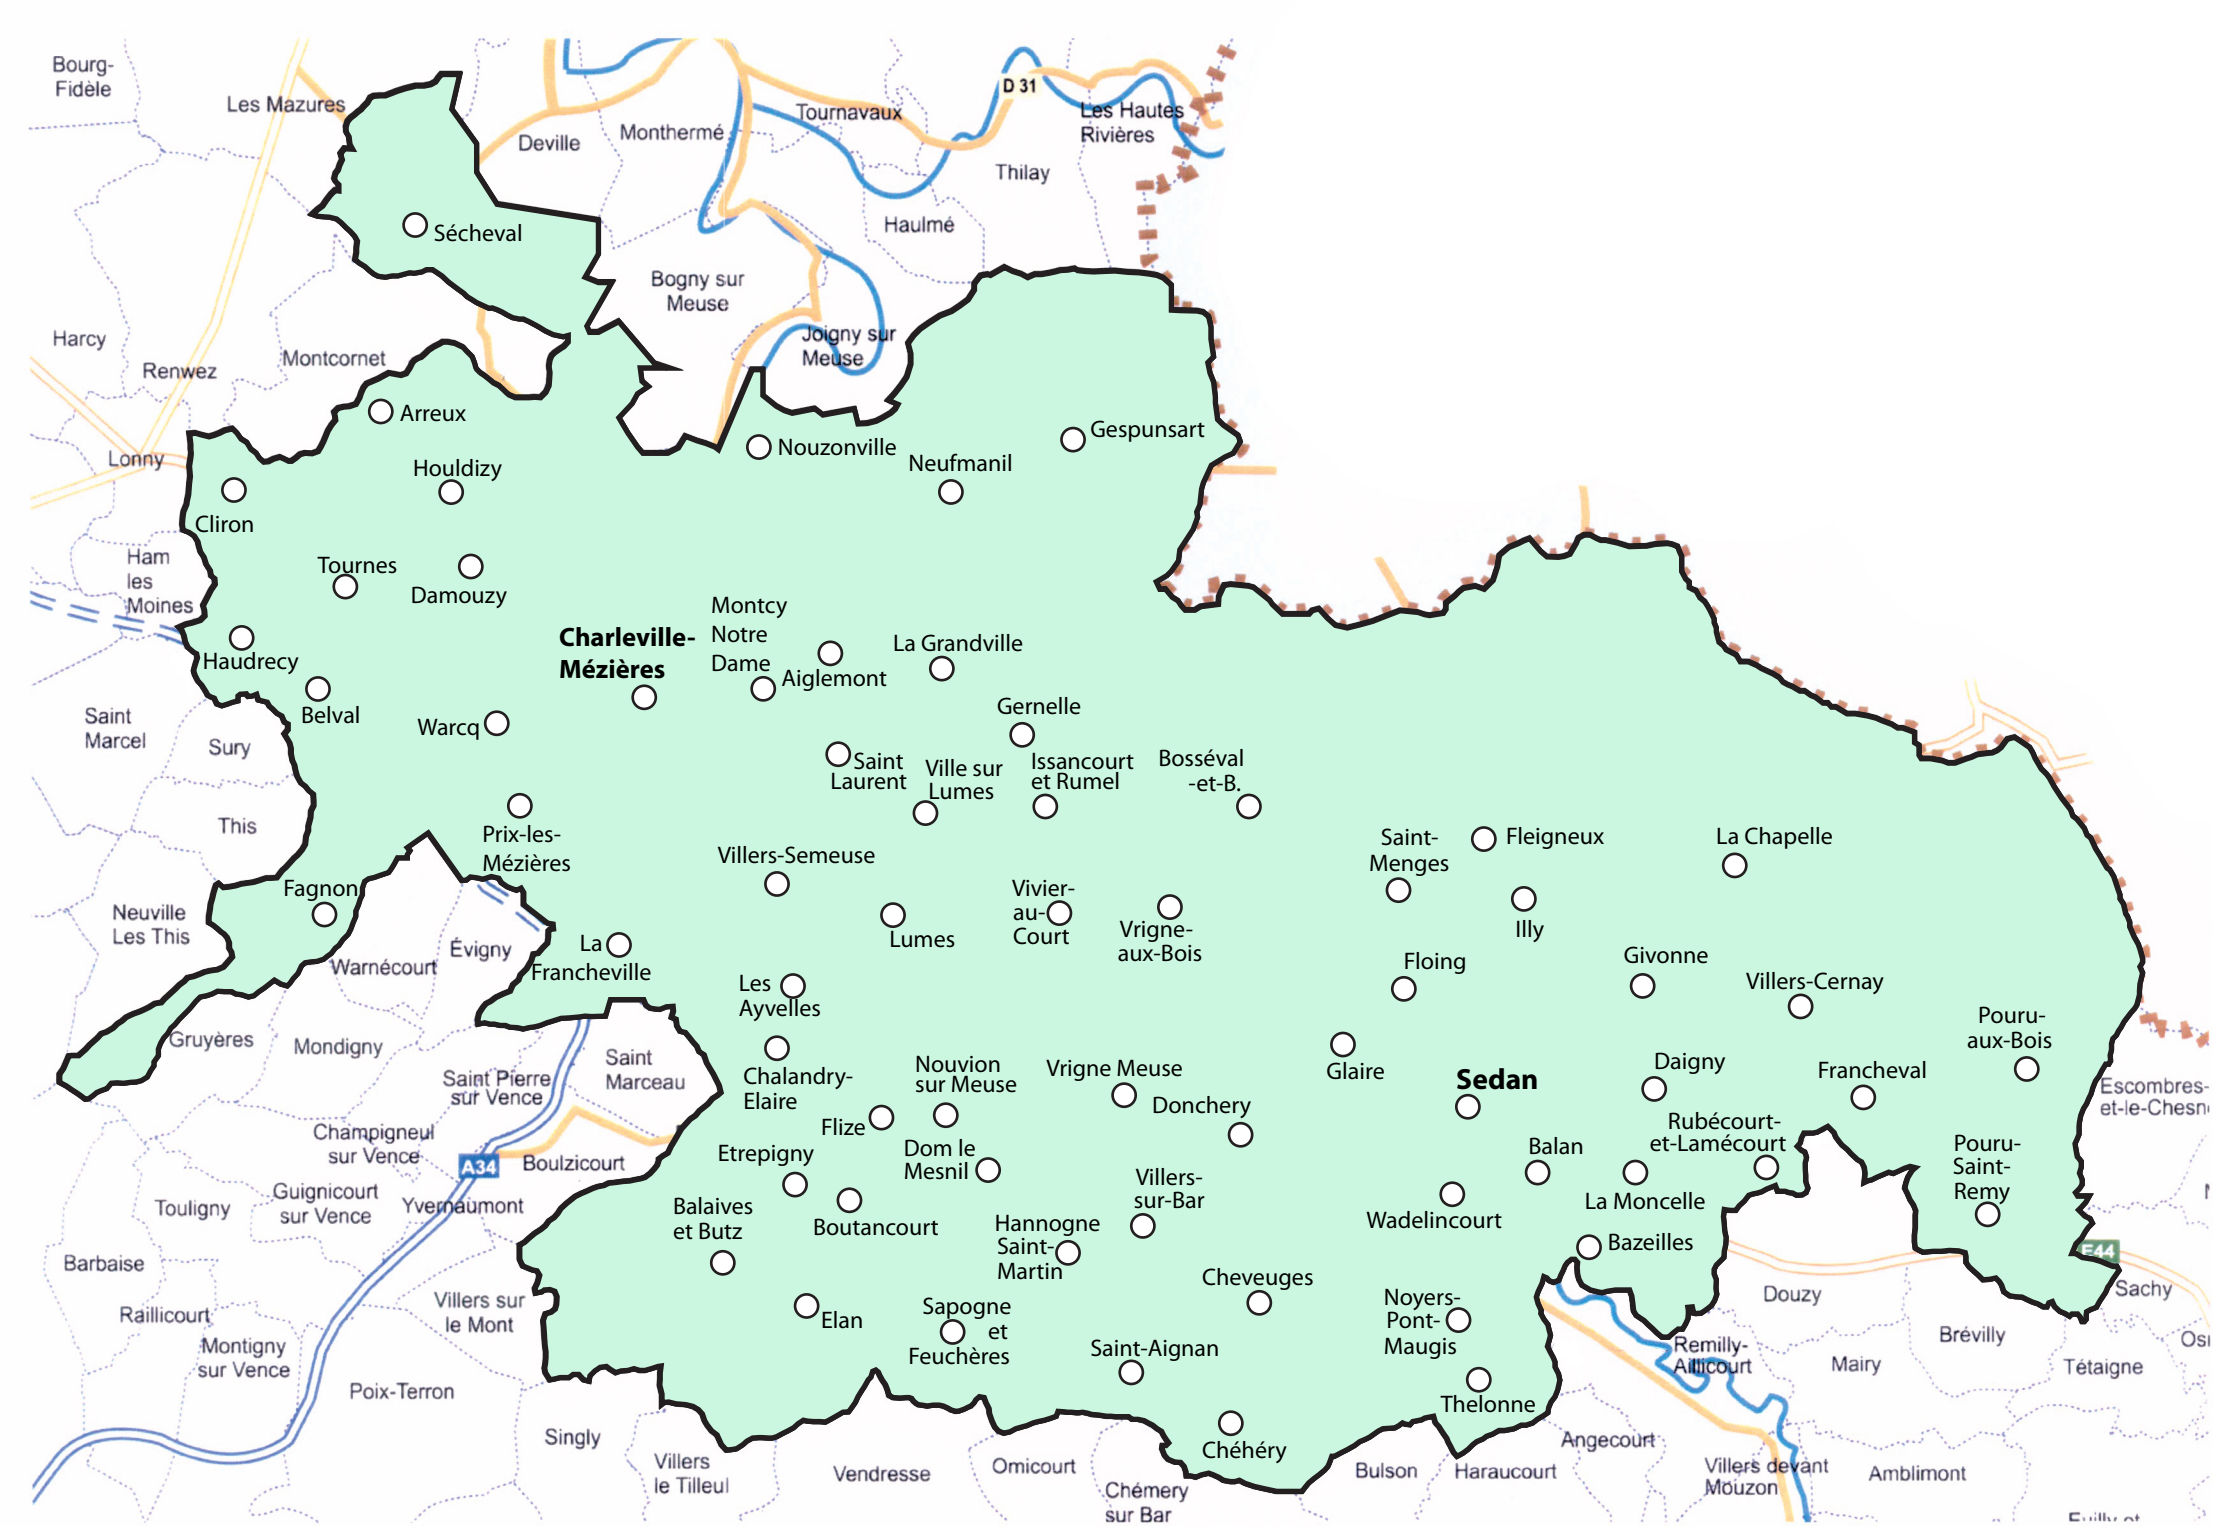 Bourg-
Fidèle
Les Mazures
Deville
Monthermé
Tournavaux
D 31
Les Hautes
Rivières
Thilay
Haulmé
Sécheval
Bogny sur
Meuse
Joigny sur
Meuse
Harcy
Renwez
Montcornet
Arreux
Nouzonville
Gespunsart
Neufmanil
Lonny
Houldizy
Cliron
Ham
les
Moines
Tournes
Damouzy
Haudrecy
Belval
Charleville-
Mézières
Montcy
Notre
Dame
Aiglemont
La Grandville
Gernelle
Saint
Marcel
Sury
Warcq
Saint
Laurent
Ville sur
Lumes
Issancourt
et Rumel
Bosséval
-et-B.
This
Prix-les-
Mézières
Villers-Semeuse
Saint-
Menges
Fleigneux
La Chapelle
Fagnon
Neuville
Les This
Warnécourt
Évigny
La
Francheville
Lumes
Vivier-
au-
Court
Vrigne-
aux-Bois
Illy
Floing
Givonne
Villers-Cernay
Les
Ayvelles
Gruyères
Mondigny
Saint Pierre
sur Vence
Saint
Marceau
Chalandry-
Elaire
Nouvion
sur Meuse
Vrigne Meuse
Glaire
Sedan
Daigny
Francheval
Pouru-
aux-Bois
Escombres-
et-le-Chesn
Flize
Donchery
Champigneul
sur Vence
A34
Boulzicourt
Etrepigny
Dom le
Mesnil
Balan
Rubécourt-
et-Lamécourt
Pouru-
Saint-
Remy
Touligny
Guignicourt
sur Vence
Yvernaumont
Balaives
et Butz
Boutancourt
Villers-
sur-Bar
Hannogne
Saint-
Martin
Wadelincourt
La Moncelle
Bazeilles
E44
Barbaise
Raillicourt
Villers sur
le Mont
Elan
Sapogne
et
Feuchères
Cheveuges
Noyers-
Pont-
Maugis
Douzy
Sachy
Montigny
sur Vence
Poix-Terron
Saint-Aignan
Thelonne
Remilly-
Aillicourt
Mairy
Brévilly
Tétaigne
Singly
Villers
le Tilleul
Vendresse
Omicourt
Chémery
sur Bar
Chéhéry
Bulson
Haraucourt
Angecourt
Villers devant
Mouzon
Amblimont